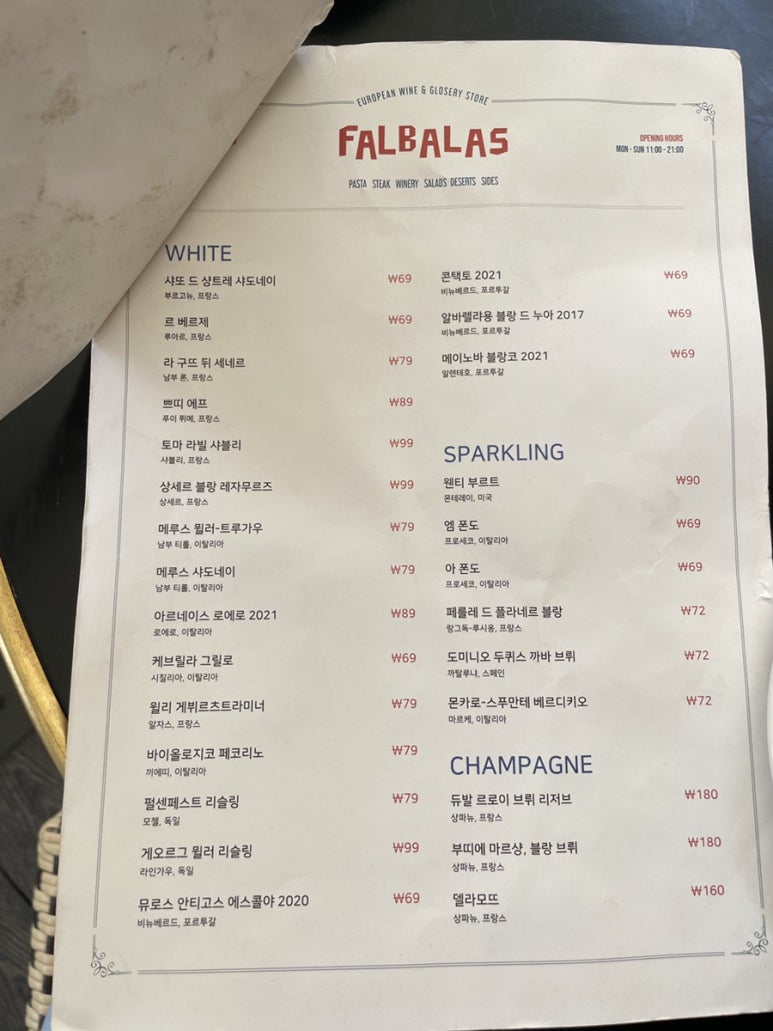 EUROPEAN WINE & GLOSERY STORE
FALBALAS
OPENING HOURS
MON - SUN 11:00 - 21:00
PASTA STEAK WINERY SALADS DESERTS SIDES
WHITE
샤또 드 샹트레 샤도네이 ₩69
부르고뉴, 프랑스
르 베르제 ₩69
루아르, 프랑스
라 구뜨 뒤 세네르 ₩79
남부 론, 프랑스
쁘띠 에프 ₩89
푸이 퓌메, 프랑스
토마 라빌 샤블리 ₩99
샤블리, 프랑스
상세르 블랑 레자무르즈 ₩99
상세르, 프랑스
메루스 뮐러-트루가우 ₩79
남부 티롤, 이탈리아
메루스 샤도네이 ₩79
남부 티롤, 이탈리아
아르네이스 로에로 2021 ₩89
로에로, 이탈리아
케브릴라 그릴로 ₩69
시칠리아, 이탈리아
윌리 게뷔르츠트라미너 ₩79
알자스, 프랑스
바이올로지코 페코리노 ₩79
끼에띠, 이탈리아
펄센페스트 리슬링 ₩79
모젤, 독일
게오르그 뮐러 리슬링 ₩99
라인가우, 독일
뮤로스 안티고스 에스콜야 2020 ₩69
비뉴베르드, 포르투갈
콘택토 2021 ₩69
비뉴베르드, 포르투갈
알바렐랴용 블랑 드 누아 2017 ₩69
비뉴베르드, 포르투갈
메이노바 블랑코 2021 ₩69
알렌테호, 포르투갈
SPARKLING
웬티 부르트 ₩90
몬테레이, 미국
엠 폰도 ₩69
프로세코, 이탈리아
아 폰도 ₩69
프로세코, 이탈리아
페를레 드 플라네르 블랑 ₩72
랑그독-루시옹, 프랑스
도미니오 두퀴스 까바 브뤼 ₩72
까탈루냐, 스페인
몬카로-스푸만테 베르디키오 ₩72
마르케, 이탈리아
CHAMPAGNE
듀발 르로이 브뤼 리저브 ₩180
상파뉴, 프랑스
부띠에 마르샹, 블랑 브뤼 ₩180
상파뉴, 프랑스
델라모뜨 ₩160
상파뉴, 프랑스